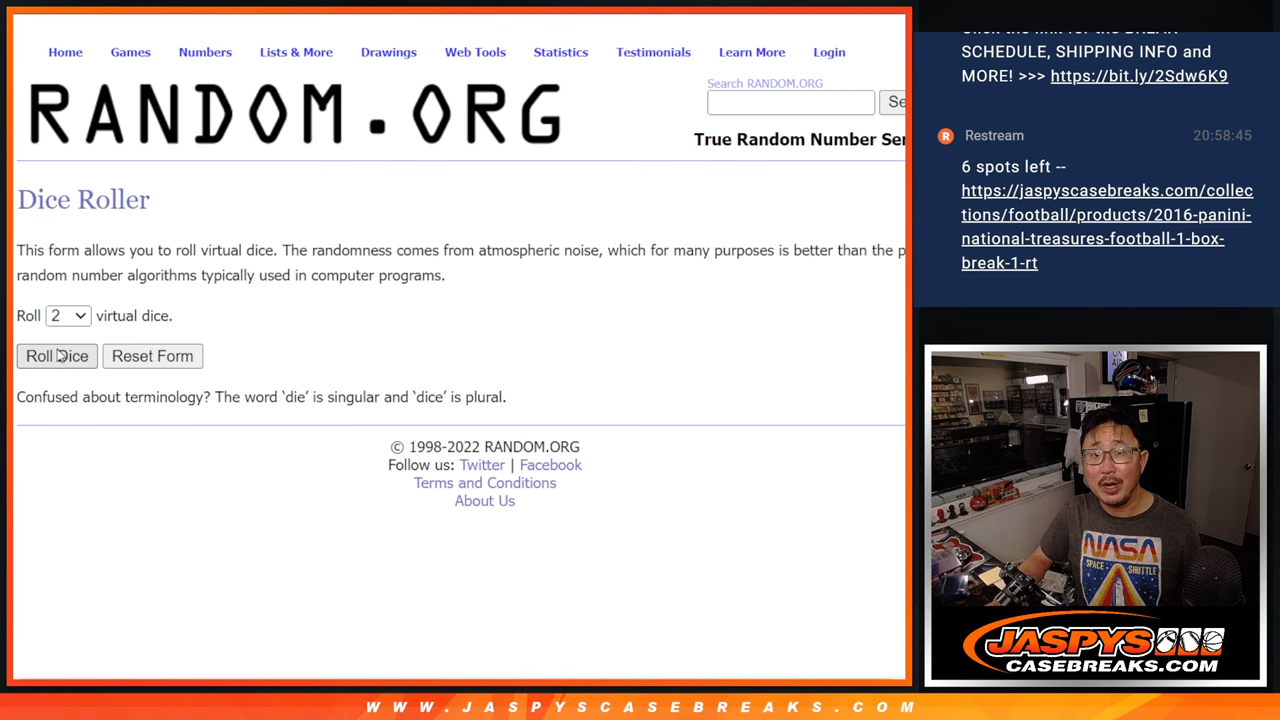 Home Games Numbers Lists & More Drawings Web Tools Statistics Testimonials Learn More Login
RANDOM.ORG
Search RANDOM.ORG
Se
True Random Number Ser
Dice Roller
This form allows you to roll virtual dice. The randomness comes from atmospheric noise, which for many purposes is better than the p
random number algorithms typically used in computer programs.
Roll 2 virtual dice.
Roll Dice Reset Form
Confused about terminology? The word ‘die’ is singular and ‘dice’ is plural.
© 1998-2022 RANDOM.ORG
Follow us: Twitter | Facebook
Terms and Conditions
About Us
SCHEDULE, SHIPPING INFO and
MORE! >>> https://bit.ly/2Sdw6K9
R Restream 20:58:45
6 spots left --
https://jaspyscasebreaks.com/collec
tions/football/products/2016-panini-
national-treasures-football-1-box-
break-1-rt
NASA
SPACE SHUTTLE
JASPYS
CASEBREAKS.COM
WWW.JASPYSCASEBREAKS.COM